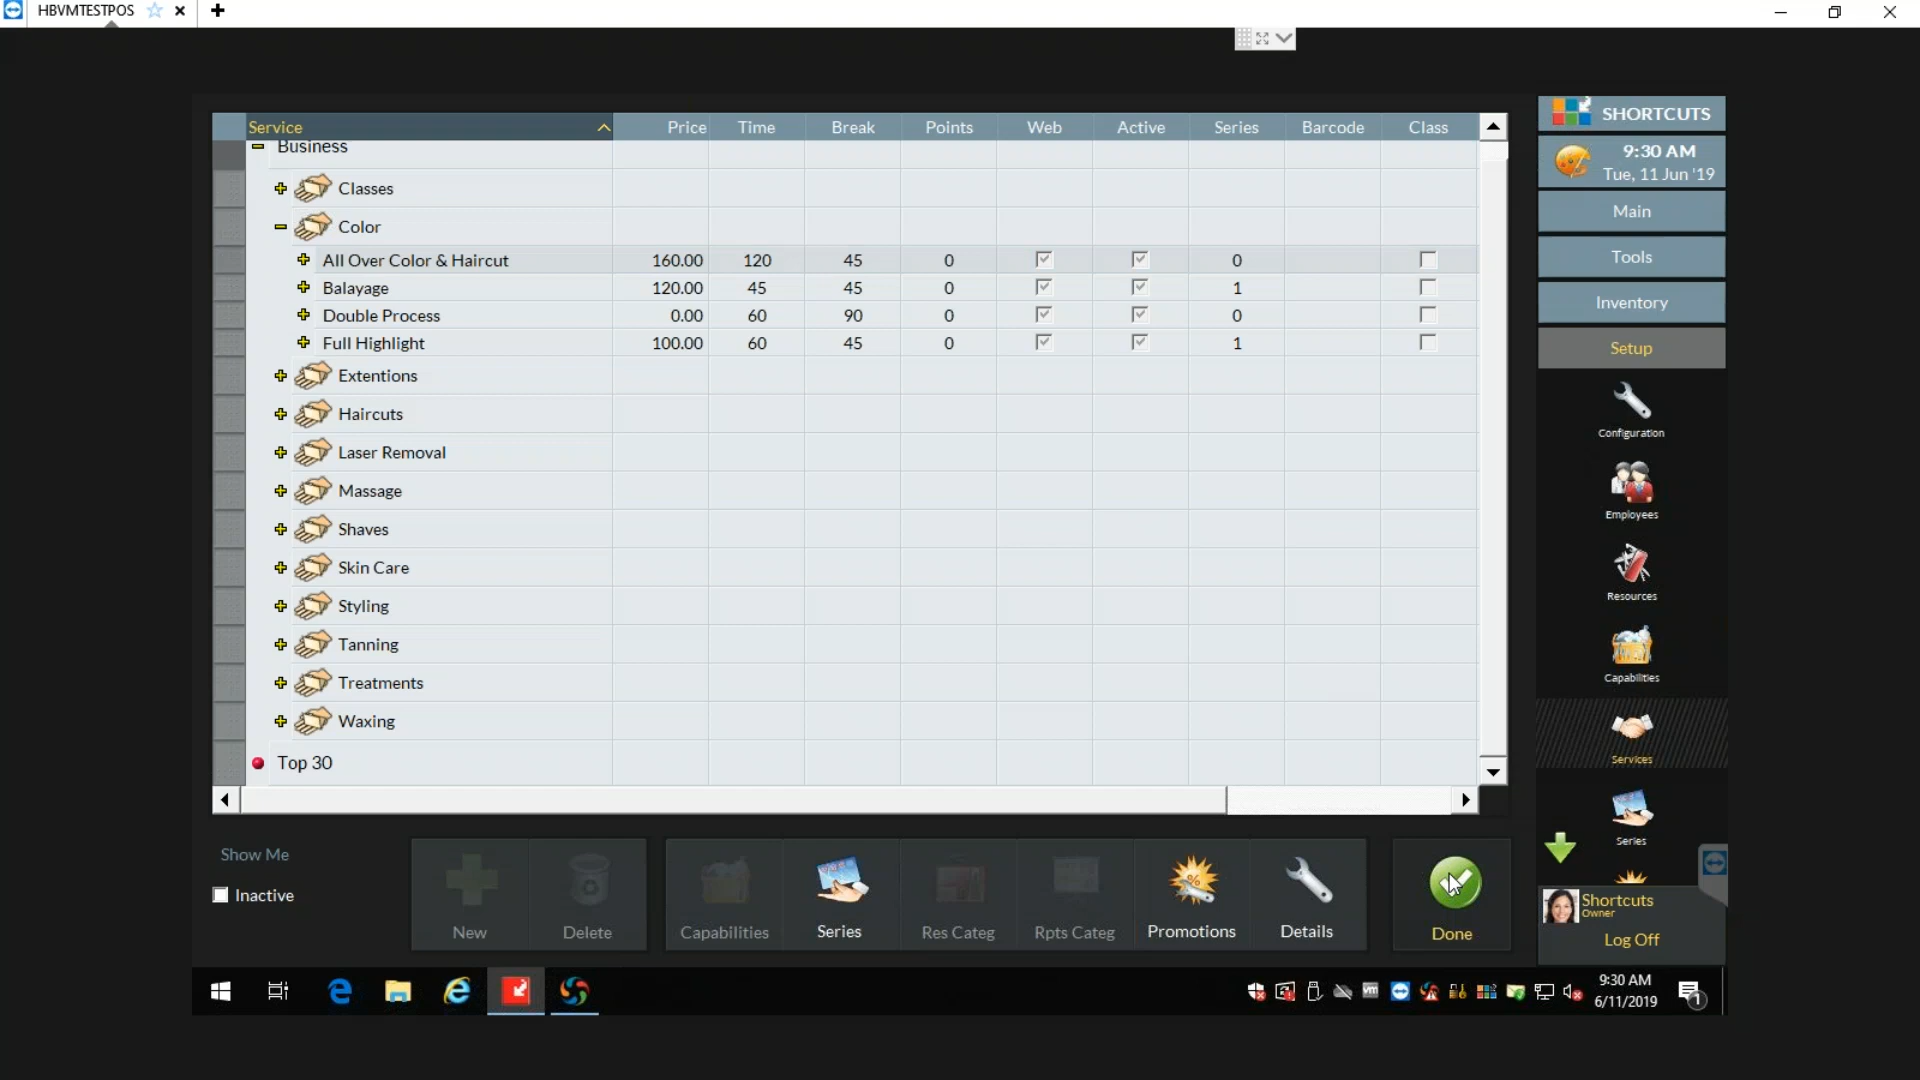 HBVMTESTPOS
Service Price Time Break Points Web Active Series Barcode Class
Business
Classes
Color
All Over Color & Haircut 160.00 120 45 0 0
Balayage 120.00 45 45 0 1
Double Process 0.00 60 90 0 0
Full Highlight 100.00 60 45 0 1
Extentions
Haircuts
Laser Removal
Massage
Shaves
Skin Care
Styling
Tanning
Treatments
Waxing
Top 30
Show Me
Inactive
New
Delete
Capabilities
Series
Res Categ
Rpts Categ
Promotions
Details
Done
SHORTCUTS
9:30 AM
Tue, 11 Jun '19
Main
Tools
Inventory
Setup
Configuration
Employees
Resources
Capabilities
Services
Series
Shortcuts
Owner
Log Off
9:30 AM
6/11/2019
1